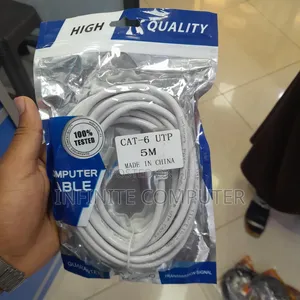 HIGH QUALITY
100%
TESTED
CAT-6 UTP
5M
MADE IN CHINA
COMPUTER
CABLE
INFINITE COMPUTER